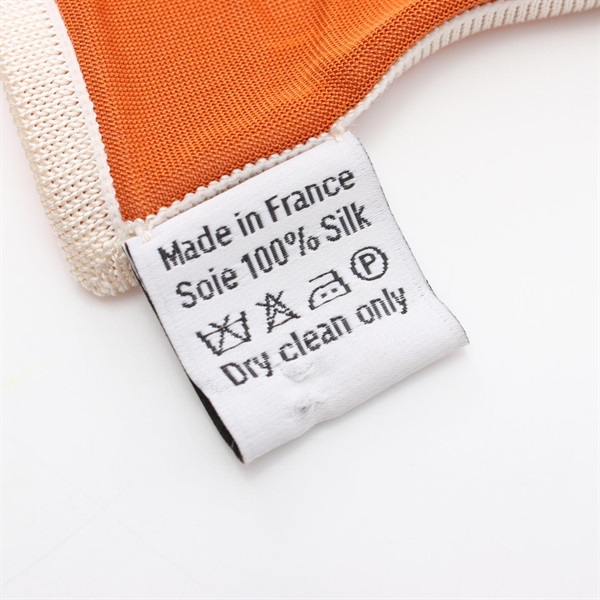 Made in France
Soie 100% Silk
P
Dry clean only